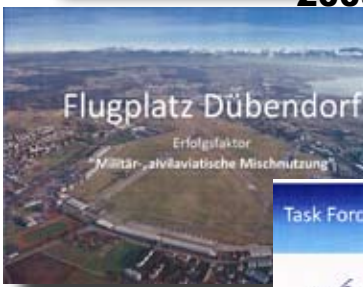 Flugplatz Dübendorf
Erfolgsfaktor
"Militär-, zivilaviatische Mischnutzung"
Task Forc